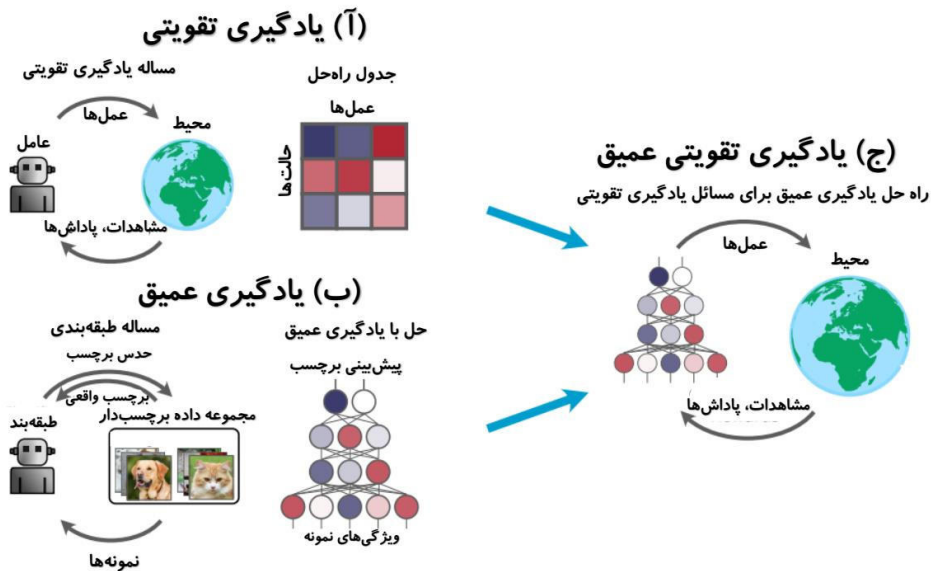 (آ) یادگیری تقویتی
مساله یادگیری تقویتی
عمل‌ها
محیط
عامل
مشاهدات، پاداش‌ها
جدول راه‌حل
عمل‌ها
حالت‌ها
(ب) یادگیری عمیق
مساله طبقه‌بندی
حدس برچسب
برچسب واقعی
مجموعه داده برچسب‌دار
طبقه‌بند
نمونه‌ها
حل با یادگیری عمیق
پیش‌بینی برچسب
ویژگی‌های نمونه
(ج) یادگیری تقویتی عمیق
راه حل یادگیری عمیق برای مسائل یادگیری تقویتی
عمل‌ها
محیط
مشاهدات، پاداش‌ها